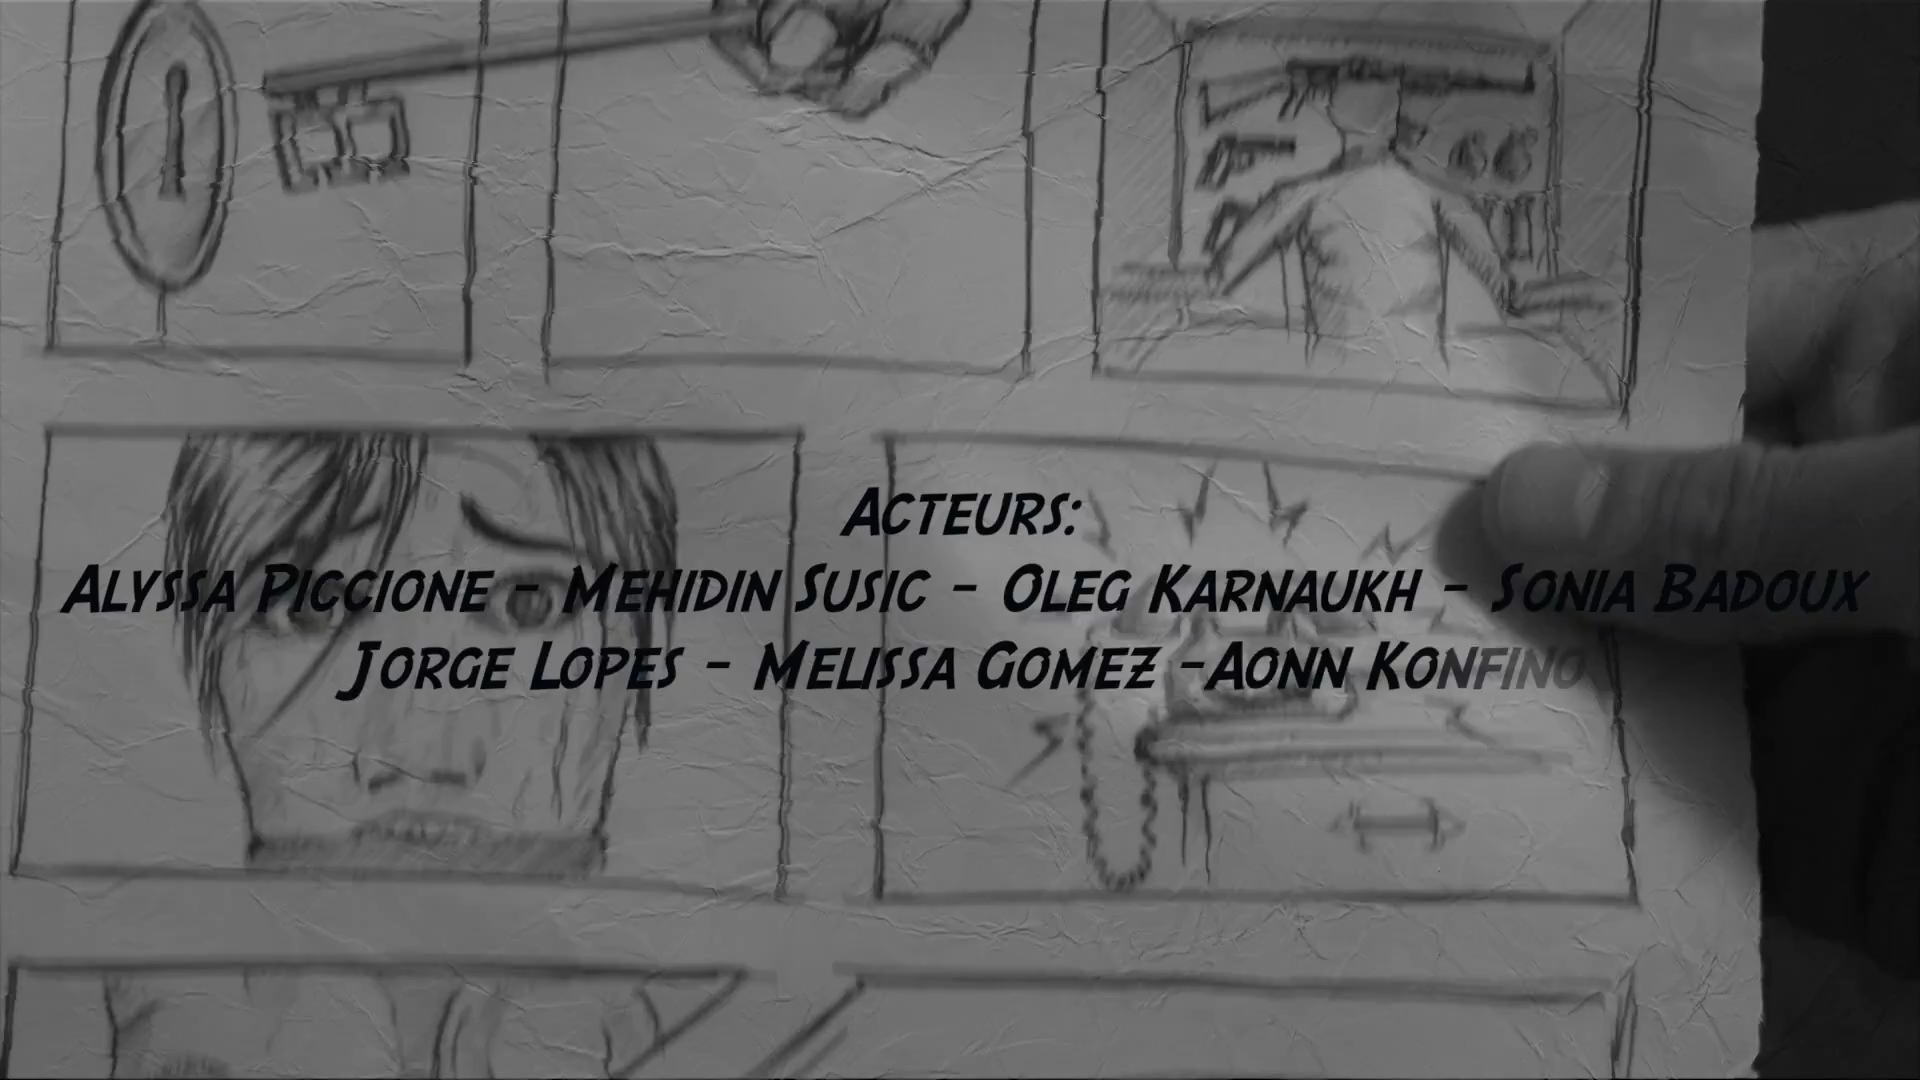 Acteurs:
Alyssa Piccione - Mehidin Susic - Oleg Karnaukh - Sonia Badoux
Jorge Lopes - Melissa Gomez -Aonn Konfino